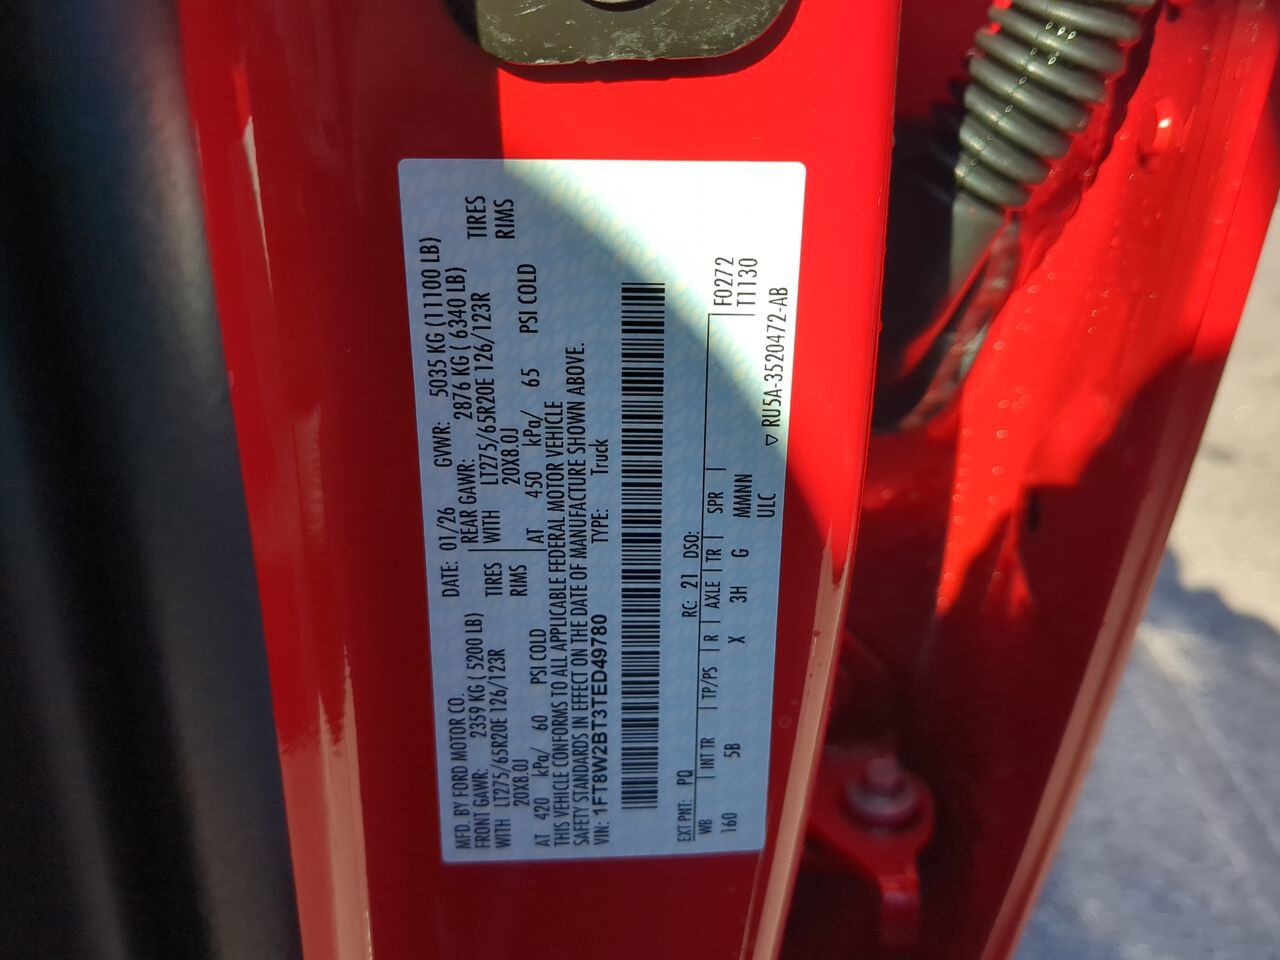 MFD. BY FORD MOTOR CO.
DATE: 01/26 GVWR: 5035 KG (11100 LB)
FRONT GAWR: 2359 KG ( 5200 LB)
REAR GAWR: 2876 KG ( 6340 LB)
WITH LT275/65R20E 126/123R TIRES
WITH LT275/65R20E 126/123R TIRES
20X8.0J RIMS
20X8.0J RIMS
AT 420 kPa/ 60 PSI COLD
AT 450 kPa/ 65 PSI COLD
THIS VEHICLE CONFORMS TO ALL APPLICABLE FEDERAL MOTOR VEHICLE
SAFETY STANDARDS IN EFFECT ON THE DATE OF MANUFACTURE SHOWN ABOVE.
VIN: 1FT8W2BT3TED49780 TYPE: Truck
EXT PNT: PQ RC: 21 DSO: F0272
WB INT TR TP/PS R AXLE TR SPR T1130
160 5B X 3H G MMMNN
ULC
▽ RU5A-3520472-AB